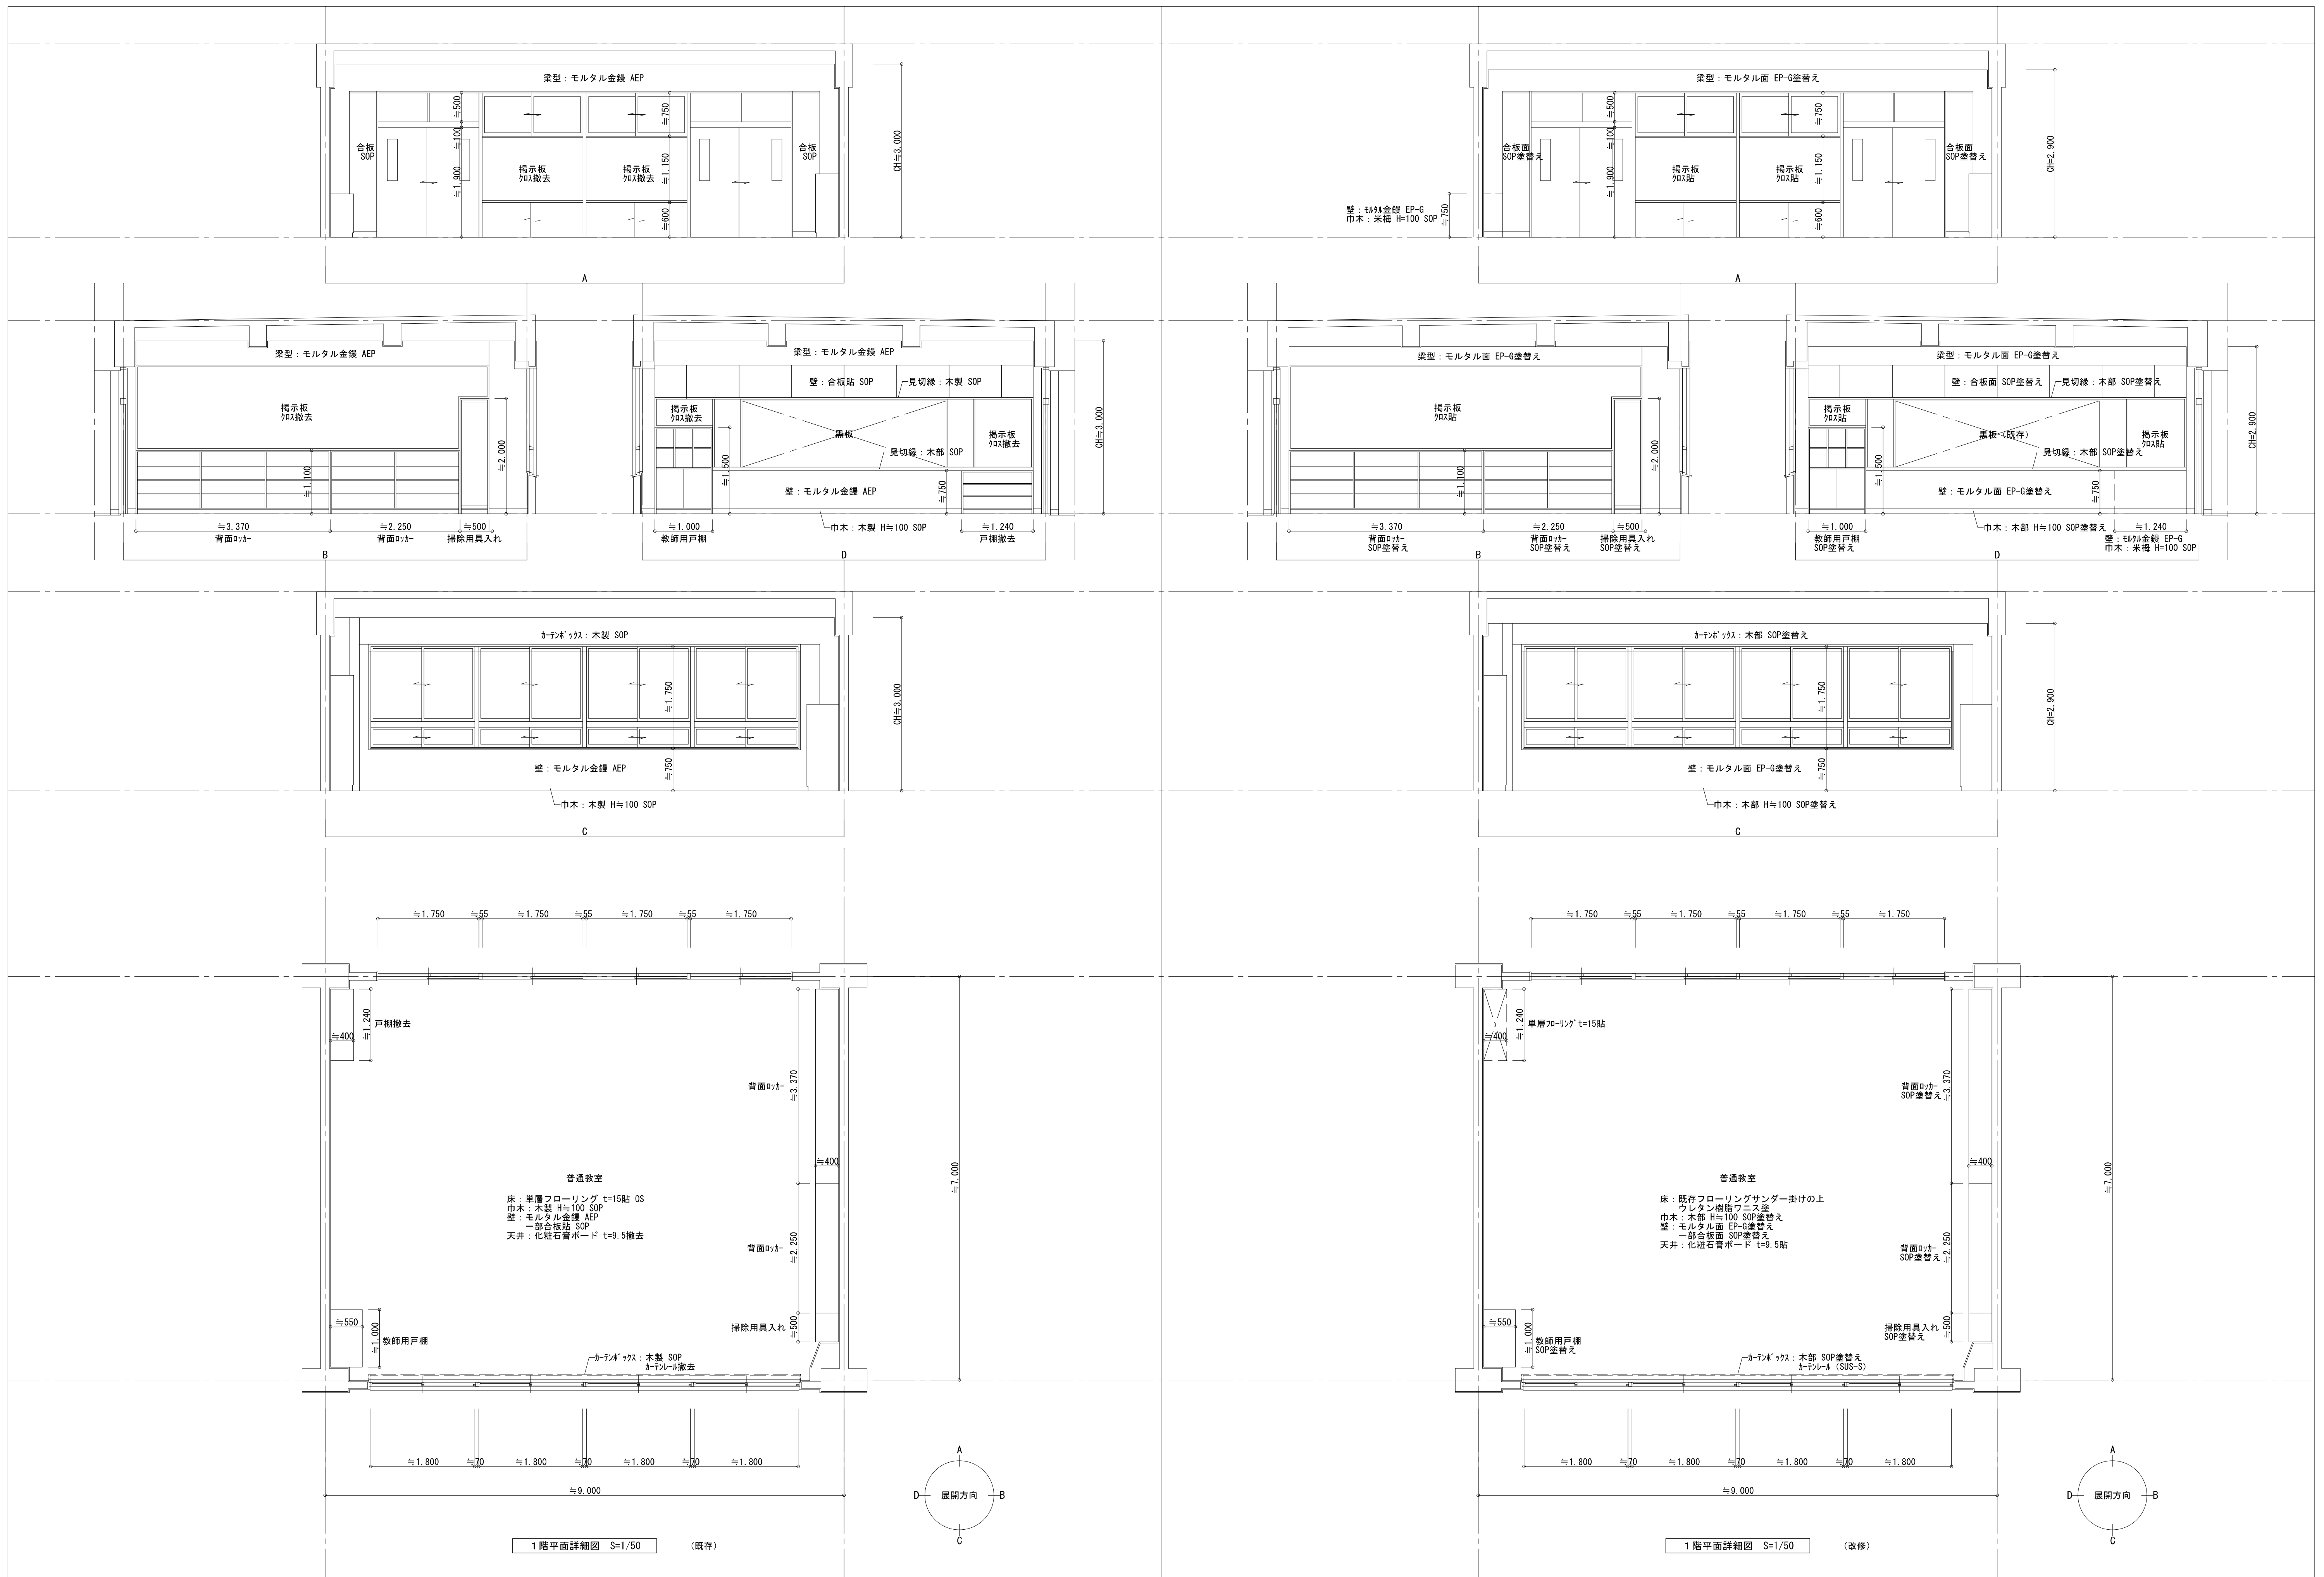 梁型：モルタル金鏝 AEP
合板
SOP
≒500
≒100
≒1.900
掲示板
ｸﾛｽ撤去
掲示板
ｸﾛｽ撤去
≒750
≒1.150
≒600
合板
SOP
CH≒3.000
A
梁型：モルタル金鏝 AEP
掲示板
ｸﾛｽ撤去
≒1.100
≒2.000
≒3.370
背面ﾛｯｶｰ
≒2.250
背面ﾛｯｶｰ
≒500
掃除用具入れ
B
梁型：モルタル金鏝 AEP
壁：合板貼 SOP
見切縁：木製 SOP
掲示板
ｸﾛｽ撤去
黒板
掲示板
ｸﾛｽ撤去
見切縁：木部 SOP
≒1.500
壁：モルタル金鏝 AEP
≒750
CH≒3.000
≒1.000
教師用戸棚
巾木：木製 H≒100 SOP
≒1.240
戸棚撤去
D
ｶｰﾃﾝﾎﾞｯｸｽ：木製 SOP
≒1.750
CH≒3.000
壁：モルタル金鏝 AEP
≒750
巾木：木製 H≒100 SOP
C
≒1.750
≒55
≒1.750
≒55
≒1.750
≒55
≒1.750
≒400
≒1.240
戸棚撤去
背面ﾛｯｶｰ
≒3.370
≒400
≒7.000
普通教室
床：単層フローリング t=15貼 OS
巾木：木製 H≒100 SOP
壁：モルタル金鏝 AEP
一部合板貼 SOP
天井：化粧石膏ボード t=9.5撤去
背面ﾛｯｶｰ
≒2.250
≒550
≒1.000
教師用戸棚
掃除用具入れ
≒500
ｶｰﾃﾝﾎﾞｯｸｽ：木製 SOP
ｶｰﾃﾝﾚｰﾙ撤去
≒1.800
≒70
≒1.800
≒70
≒1.800
≒70
≒1.800
≒9.000
A
D
展開方向
B
C
1階平面詳細図 S=1/50
（既存）
梁型：モルタル面 EP-G塗替え
合板面
SOP塗替え
≒500
≒100
≒1.900
掲示板
ｸﾛｽ貼
掲示板
ｸﾛｽ貼
≒750
≒1.150
≒600
合板面
SOP塗替え
CH=2.900
壁：ﾓﾙﾀﾙ金鏝 EP-G
巾木：米栂 H=100 SOP
≒750
A
梁型：モルタル面 EP-G塗替え
掲示板
ｸﾛｽ貼
≒1.100
≒2.000
≒3.370
背面ﾛｯｶｰ
SOP塗替え
≒2.250
背面ﾛｯｶｰ
SOP塗替え
≒500
掃除用具入れ
SOP塗替え
B
梁型：モルタル面 EP-G塗替え
壁：合板面 SOP塗替え
見切縁：木部 SOP塗替え
掲示板
ｸﾛｽ貼
黒板（既存）
掲示板
ｸﾛｽ貼
見切縁：木部 SOP塗替え
≒1.500
壁：モルタル面 EP-G塗替え
≒750
CH=2.900
≒1.000
教師用戸棚
SOP塗替え
巾木：木部 H≒100 SOP塗替え
≒1.240
壁：ﾓﾙﾀﾙ金鏝 EP-G
巾木：米栂 H=100 SOP
D
ｶｰﾃﾝﾎﾞｯｸｽ：木部 SOP塗替え
≒1.750
CH=2.900
壁：モルタル面 EP-G塗替え
≒750
巾木：木部 H≒100 SOP塗替え
C
≒1.750
≒55
≒1.750
≒55
≒1.750
≒55
≒1.750
≒400
≒1.240
単層ﾌﾛｰﾘﾝｸﾞt=15貼
背面ﾛｯｶｰ
SOP塗替え
≒3.370
≒400
≒7.000
普通教室
床：既存フローリングサンダー掛けの上
ウレタン樹脂ワニス塗
巾木：木部 H≒100 SOP塗替え
壁：モルタル面 EP-G塗替え
一部合板面 SOP塗替え
天井：化粧石膏ボード t=9.5貼
背面ﾛｯｶｰ
SOP塗替え
≒2.250
≒550
≒1.000
教師用戸棚
SOP塗替え
掃除用具入れ
SOP塗替え
≒500
ｶｰﾃﾝﾎﾞｯｸｽ：木部 SOP塗替え
ｶｰﾃﾝﾚｰﾙ（SUS-S）
≒1.800
≒70
≒1.800
≒70
≒1.800
≒70
≒1.800
≒9.000
A
D
展開方向
B
C
1階平面詳細図 S=1/50
（改修）